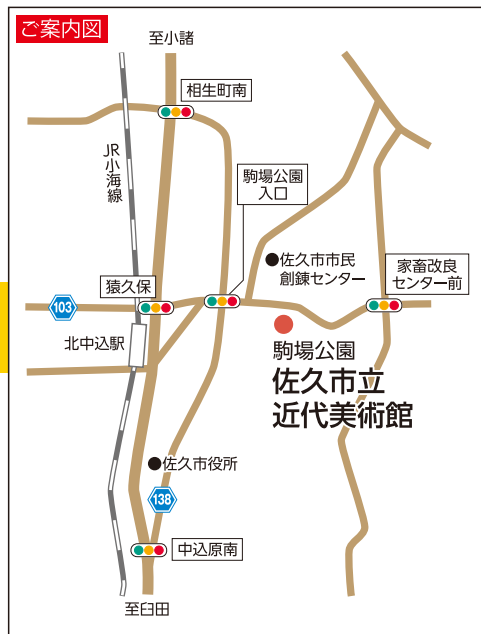 ご案内図
至小諸
相生町南
JR小海線
駒場公園
入口
佐久市市民
創錬センター
家畜改良
センター前
猿久保
103
北中込駅
駒場公園
佐久市立
近代美術館
佐久市役所
138
中込原南
至臼田